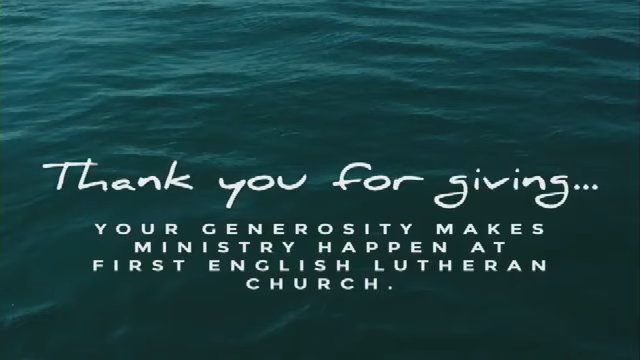 Thank you for giving...
YOUR GENEROSITY MAKES
MINISTRY HAPPEN AT
FIRST ENGLISH LUTHERAN
CHURCH.